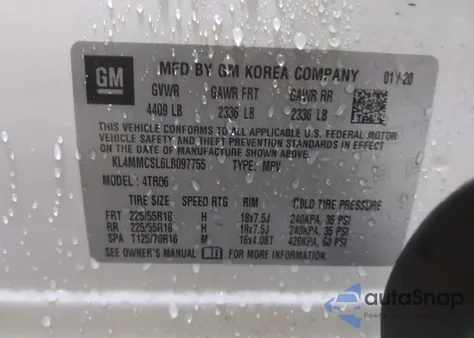 GM
MFD BY GM KOREA COMPANY 01/20
GVWR GAWR FRT GAWR RR
4409 LB 2336 LB 2336 LB
THIS VEHICLE CONFORMS TO ALL APPLICABLE U.S. FEDERAL MOTOR
VEHICLE SAFETY, BUMPER, AND THEFT PREVENTION STANDARDS IN EFFECT
ON THE DATE OF MANUFACTURE SHOWN ABOVE.
KL4MMCSL6LB097755 TYPE: MPV
MODEL: 4TR06
TIRE SIZE SPEED RTG RIM COLD TIRE PRESSURE
FRT 225/55R18 H 18x7.5J 240KPA, 35 PSI
RR 225/55R18 H 18x7.5J 240KPA, 35 PSI
SPA T125/70R16 M 16x4.0BT 420KPA, 60 PSI
SEE OWNER'S MANUAL FOR MORE INFORMATION.
autoSnap